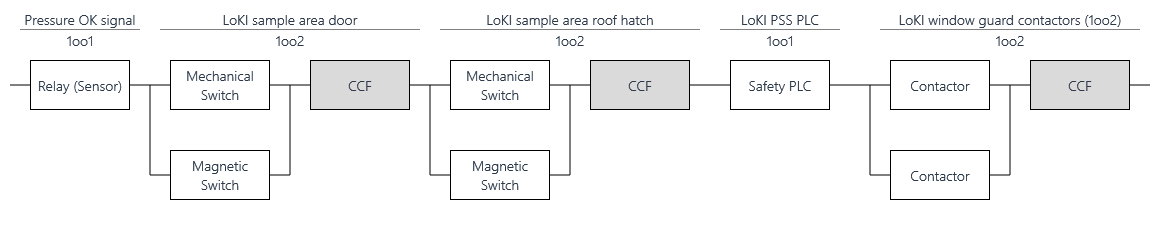 Pressure OK signal
1oo1
LoKI sample area door
1oo2
LoKI sample area roof hatch
1oo2
LoKI PSS PLC
1oo1
LoKI window guard contactors (1oo2)
1oo2
Relay (Sensor)
Mechanical
Switch
CCF
Mechanical
Switch
CCF
Safety PLC
Contactor
CCF
Magnetic
Switch
Magnetic
Switch
Contactor